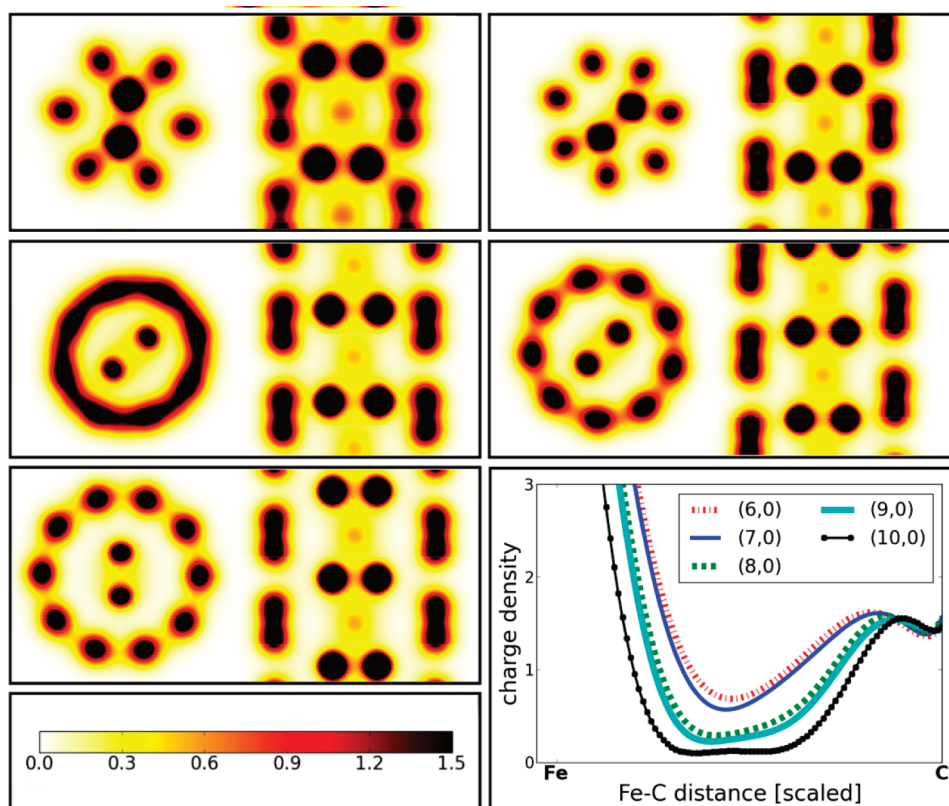 3
2
1
0
charge density
(6,0)
(7,0)
(8,0)
(9,0)
(10,0)
Fe
C
Fe-C distance [scaled]
0.0 0.3 0.6 0.9 1.2 1.5